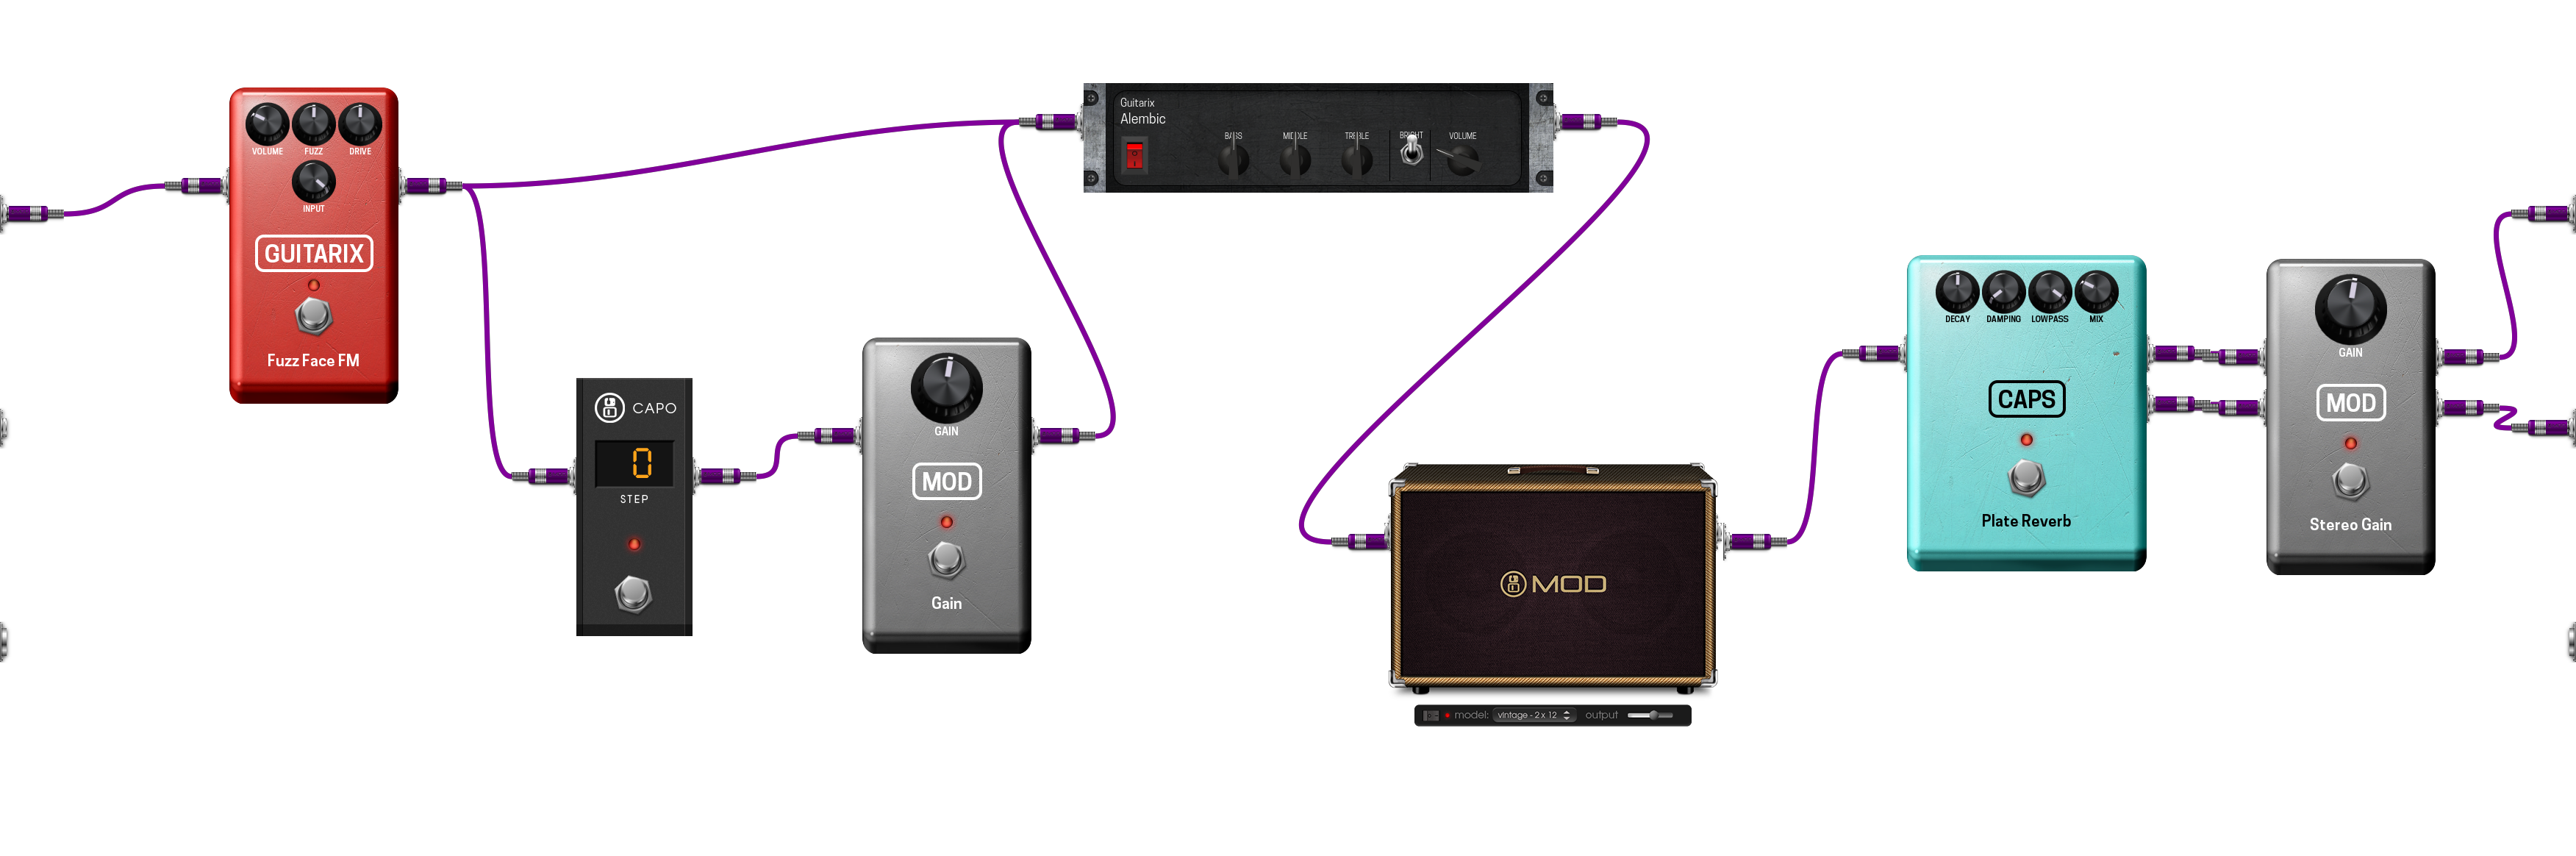 VOLUME FUZZ DRIVE
INPUT
GUITARIX
Fuzz Face FM
CAPO
0
STEP
GAIN
MOD
Gain
Guitarix
Alembic
BASS MIDDLE TREBLE BRIGHT VOLUME
MOD
model: vintage - 2 x 12 output
DECAY DAMPING LOWPASS MIX
CAPS
Plate Reverb
GAIN
MOD
Stereo Gain